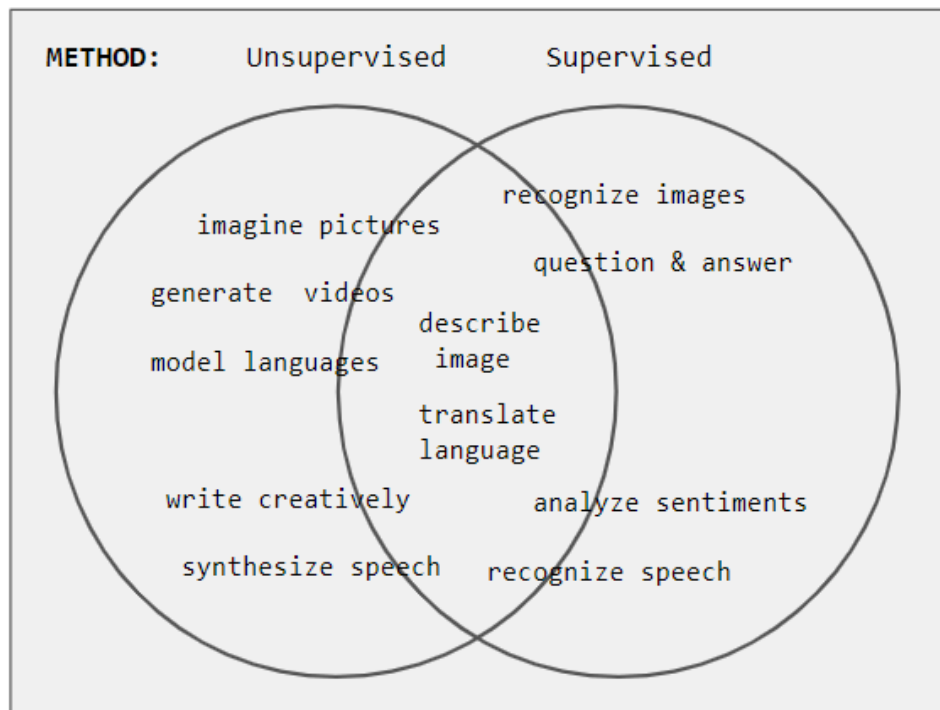 METHOD: Unsupervised Supervised
recognize images
imagine pictures
question & answer
generate videos
describe
image
model languages
translate
language
write creatively
analyze sentiments
synthesize speech
recognize speech